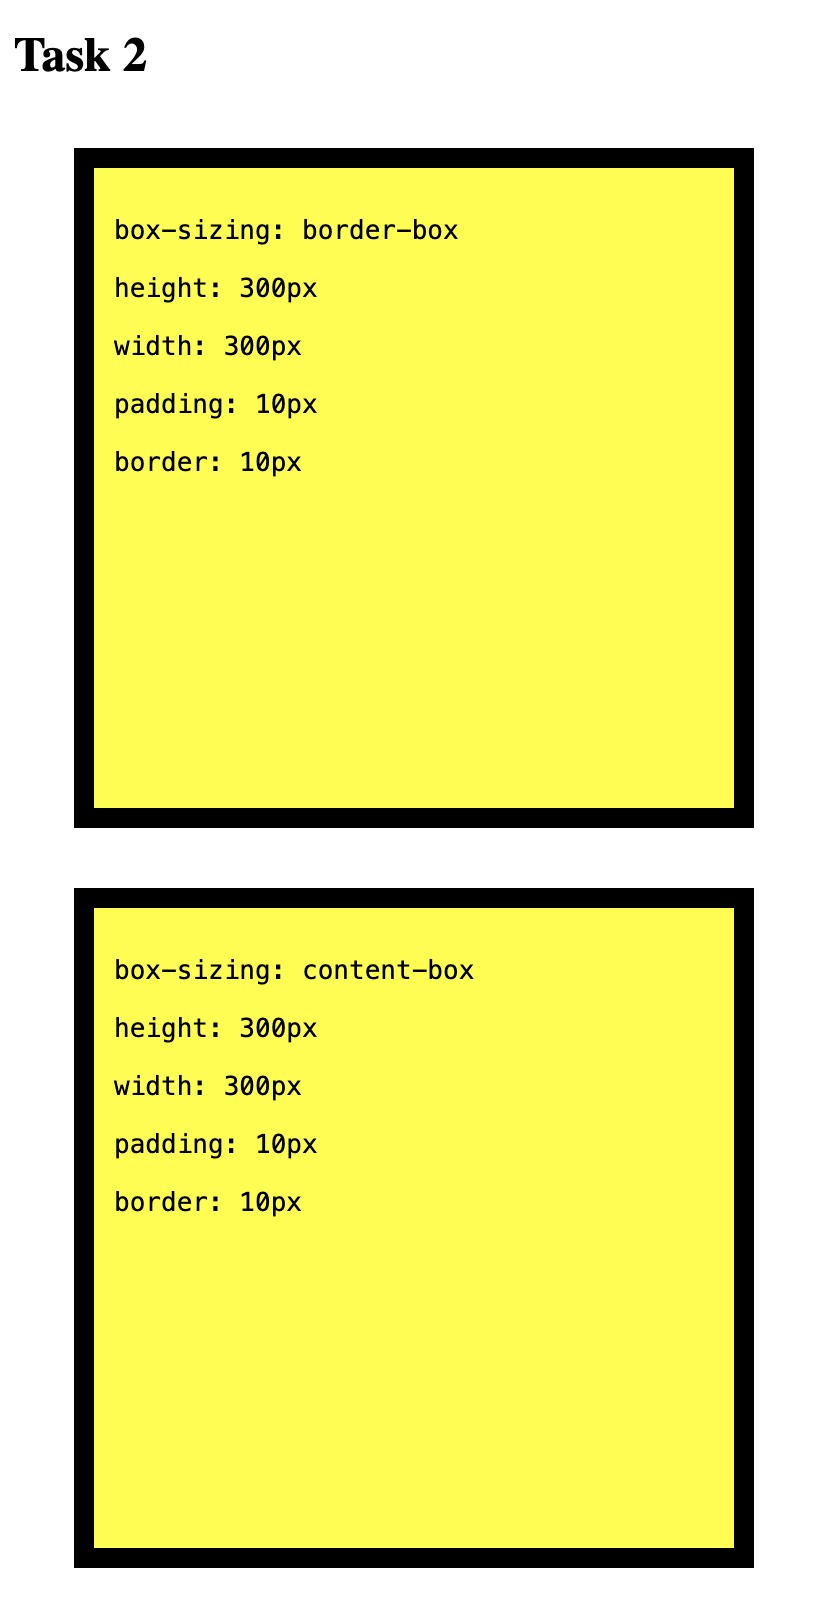 Task 2
box-sizing: border-box
height: 300px
width: 300px
padding: 10px
border: 10px
box-sizing: content-box
height: 300px
width: 300px
padding: 10px
border: 10px